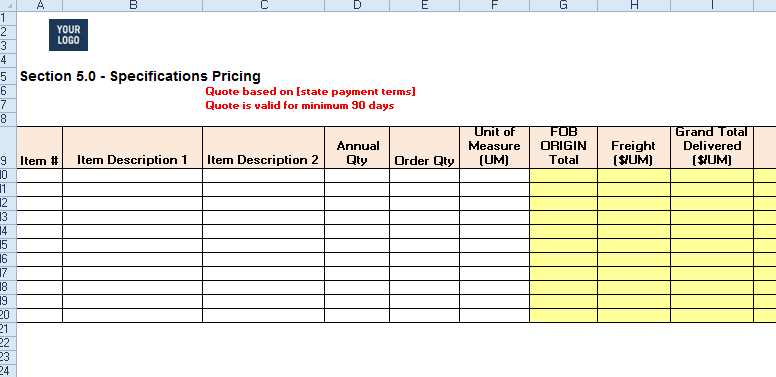 A B C D E F G H I
1
2
YOUR
LOGO
3
4
5 Section 5.0 - Specifications Pricing
6 Quote based on [state payment terms]
7 Quote is valid for minimum 90 days
8
9 Item # Item Description 1 Item Description 2 Annual Qty Order Qty Unit of Measure (UM) FOB ORIGIN Total Freight ($/UM) Grand Total Delivered ($/UM)
10
11
12
13
14
15
16
17
18
19
20
21
22
23
24